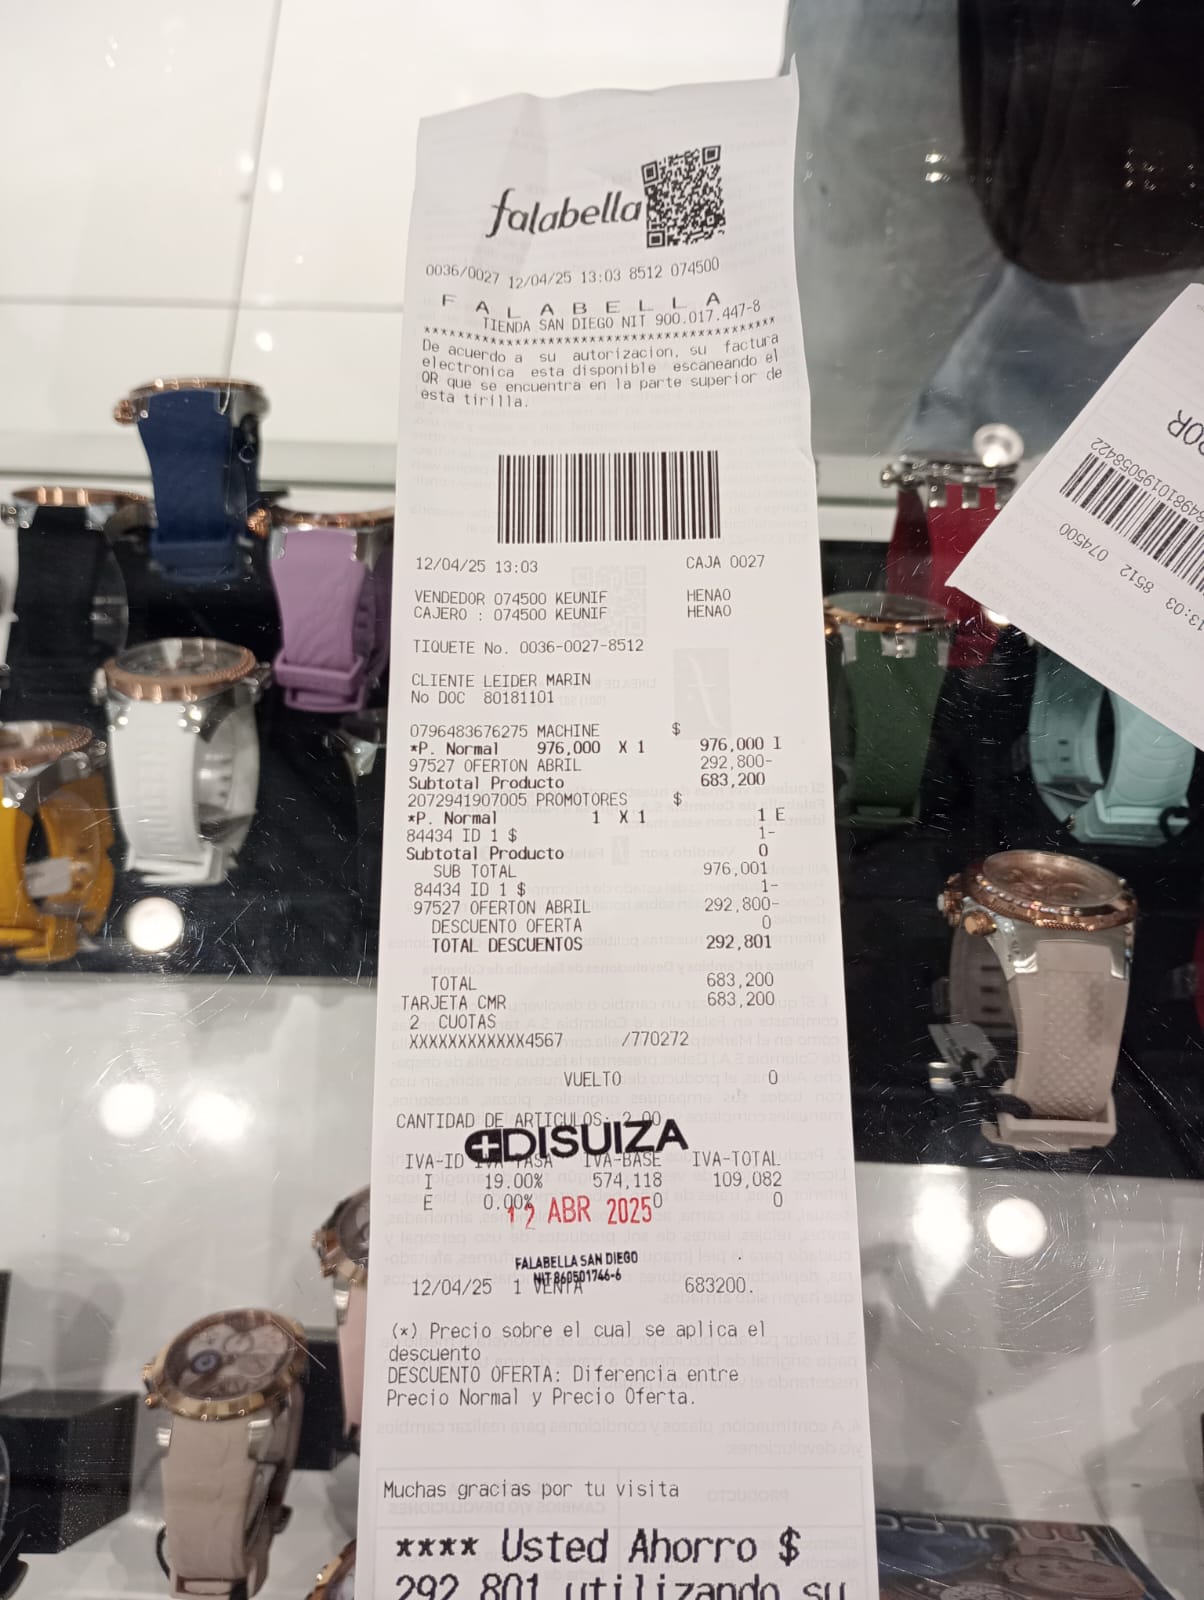 falabella
0036/0027 12/04/25 13:03 8512 074500
F A L A B E L L A
TIENDA SAN DIEGO NIT 900.017.447-8
****************************************
De acuerdo a su autorizacion, su factura
electronica esta disponible escaneando el
QR que se encuentra en la parte superior de
esta tirilla.
12/04/25 13:03 CAJA 0027
VENDEDOR 074500 KEUNIF HENAO
CAJERO : 074500 KEUNIF HENAO
TIQUETE No. 0036-0027-8512
CLIENTE LEIDER MARIN
No DOC 80181101
0796483676275 MACHINE $
*P. Normal 976,000 X 1 976,000 I
97527 OFERTON ABRIL 292,800-
Subtotal Producto 683,200
2072941907005 PROMOTORES $
*P. Normal 1 X 1 1 E
84434 ID 1 $ 1-
Subtotal Producto 0
SUB TOTAL 976,001
84434 ID 1 $ 1-
97527 OFERTON ABRIL 292,800-
DESCUENTO OFERTA 0
TOTAL DESCUENTOS 292,801
TOTAL 683,200
TARJETA CMR 683,200
2 CUOTAS
XXXXXXXXXXXX4567 /770272
VUELTO 0
CANTIDAD DE ARTICULOS: 2.00
DISUIZA
IVA-ID IVA-TASA IVA-BASE IVA-TOTAL
I 19.00% 574,118 109,082
E 0.00% 0 0
12 ABR 2025
FALABELLA SAN DIEGO
NIT 860501746-6
12/04/25 1 VENTA 683200.
(*) Precio sobre el cual se aplica el
descuento
DESCUENTO OFERTA: Diferencia entre
Precio Normal y Precio Oferta.
Muchas gracias por tu visita
**** Usted Ahorro $
292,801 utilizando su
8512 074500